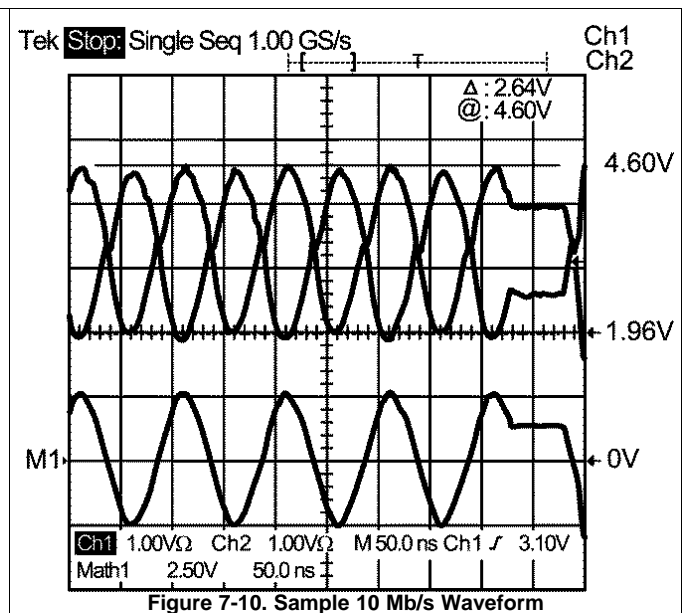 Tek Stop: Single Seq 1.00 GS/s
Ch1
Ch2
T
Δ : 2.64V
@: 4.60V
4.60V
1.96V
M1
0V
Ch1 1.00VΩ Ch2 1.00VΩ M 50.0 ns Ch1 ƒ 3.10V
Math1 2.50V 50.0 ns
Figure 7-10. Sample 10 Mb/s Waveform